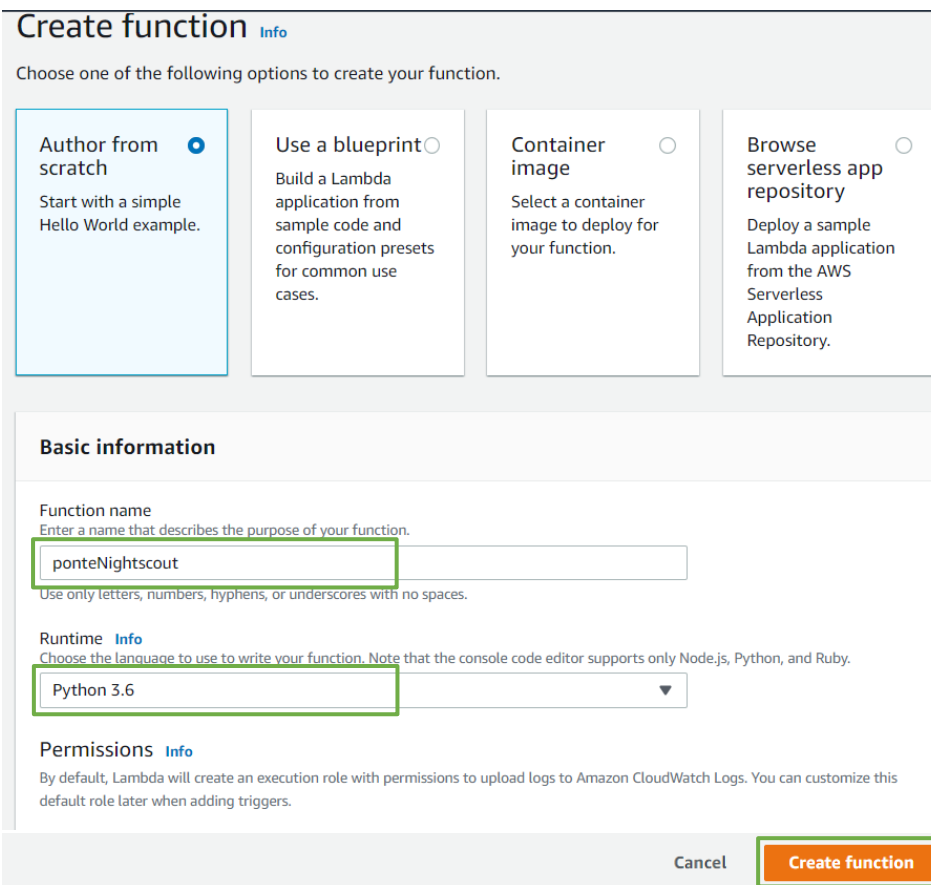 Create function Info
Choose one of the following options to create your function.
Author from
scratch
Start with a simple
Hello World example.
Use a blueprint
Build a Lambda
application from
sample code and
configuration presets
for common use
cases.
Container
image
Select a container
image to deploy for
your function.
Browse
serverless app
repository
Deploy a sample
Lambda application
from the AWS
Serverless
Application
Repository.
Basic information
Function name
Enter a name that describes the purpose of your function.
ponteNightscout
Use only letters, numbers, hyphens, or underscores with no spaces.
Runtime Info
Choose the language to use to write your function. Note that the console code editor supports only Node.js, Python, and Ruby.
Python 3.6
Permissions Info
By default, Lambda will create an execution role with permissions to upload logs to Amazon CloudWatch Logs. You can customize this
default role later when adding triggers.
Cancel Create function